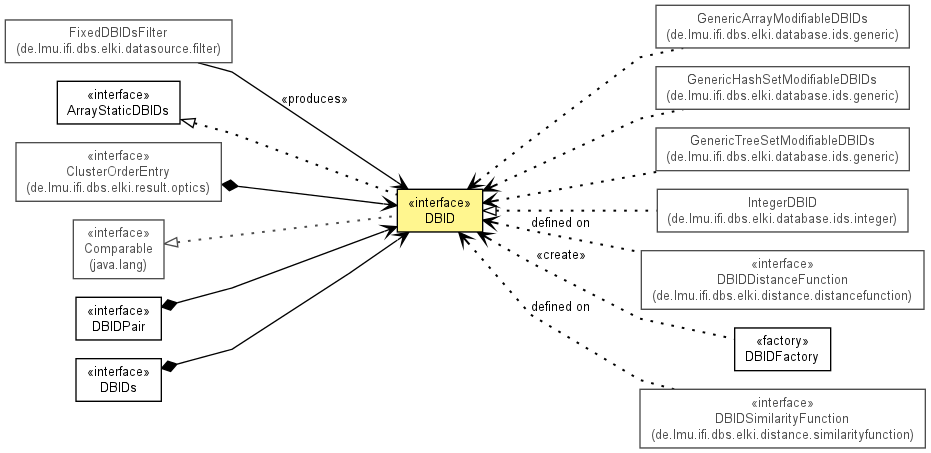 FixedDBIDsFilter
(de.lmu.ifi.dbs.elki.datasource.filter)
«produces»
«interface»
ArrayStaticDBIDs
«interface»
ClusterOrderEntry
(de.lmu.ifi.dbs.elki.result.optics)
«interface»
Comparable
(java.lang)
«interface»
DBIDPair
«interface»
DBIDs
«interface»
DBID
GenericArrayModifiableDBIDs
(de.lmu.ifi.dbs.elki.database.ids.generic)
GenericHashSetModifiableDBIDs
(de.lmu.ifi.dbs.elki.database.ids.generic)
GenericTreeSetModifiableDBIDs
(de.lmu.ifi.dbs.elki.database.ids.generic)
IntegerDBID
(de.lmu.ifi.dbs.elki.database.ids.integer)
defined on
«interface»
DBIDDistanceFunction
(de.lmu.ifi.dbs.elki.distance.distancefunction)
«create»
«factory»
DBIDFactory
defined on
«interface»
DBIDSimilarityFunction
(de.lmu.ifi.dbs.elki.distance.similarityfunction)